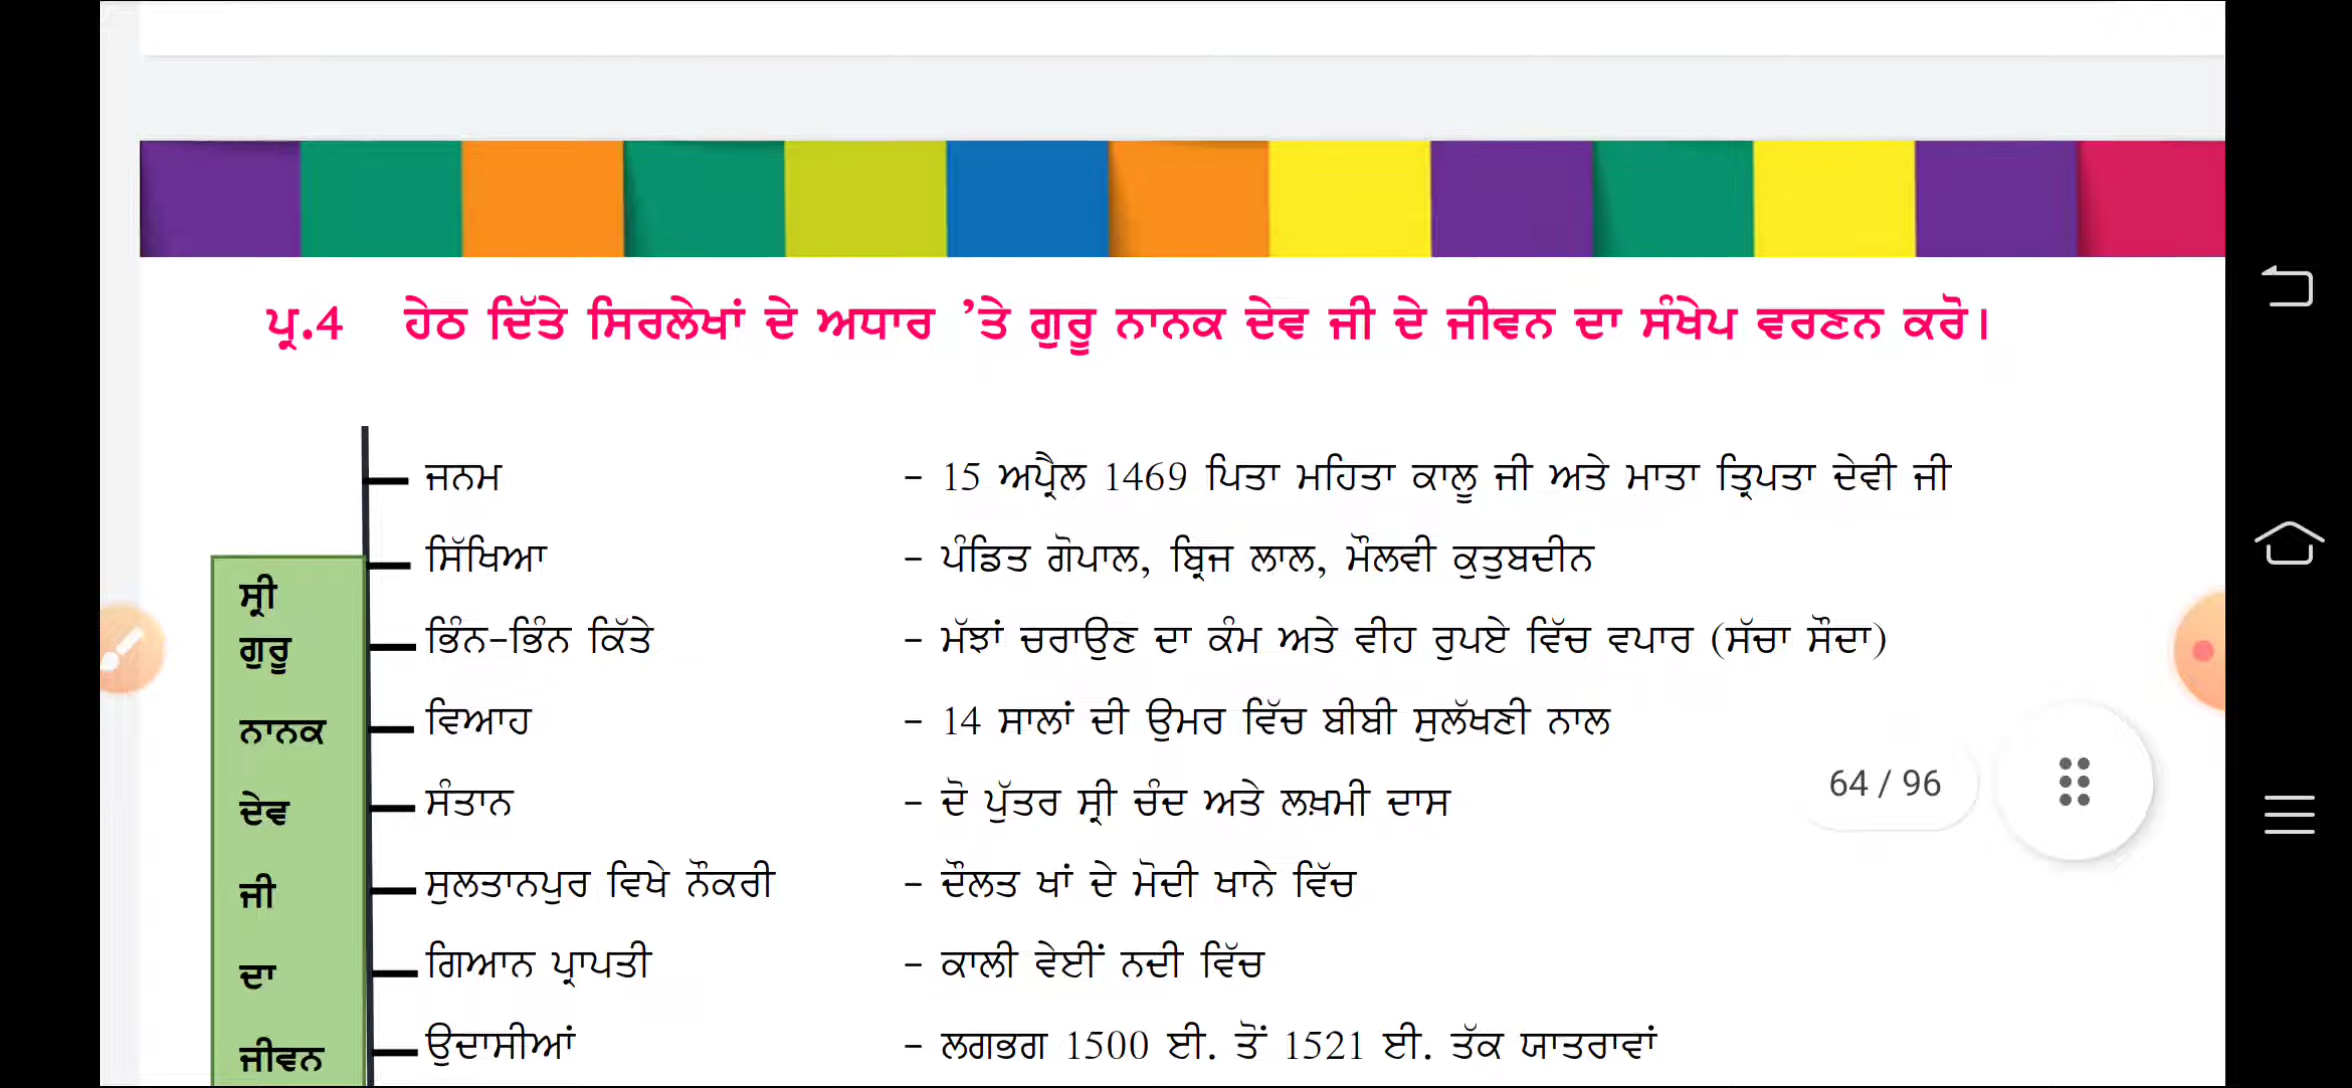 ਪ੍ਰ.4 ਹੇਠ ਦਿੱਤੇ ਸਿਰਲੇਖਾਂ ਦੇ ਅਧਾਰ ’ਤੇ ਗੁਰੂ ਨਾਨਕ ਦੇਵ ਜੀ ਦੇ ਜੀਵਨ ਦਾ ਸੰਖੇਪ ਵਰਣਨ ਕਰੋ।
ਜਨਮ – 15 ਅਪ੍ਰੈਲ 1469 ਪਿਤਾ ਮਹਿਤਾ ਕਾਲੂ ਜੀ ਅਤੇ ਮਾਤਾ ਤ੍ਰਿਪਤਾ ਦੇਵੀ ਜੀ
ਸਿੱਖਿਆ – ਪੰਡਿਤ ਗੋਪਾਲ, ਬ੍ਰਿਜ ਲਾਲ, ਮੌਲਵੀ ਕੁਤੁਬਦੀਨ
ਭਿੰਨ-ਭਿੰਨ ਕਿੱਤੇ – ਮੱਝਾਂ ਚਰਾਉਣ ਦਾ ਕੰਮ ਅਤੇ ਵੀਹ ਰੁਪਏ ਵਿੱਚ ਵਪਾਰ (ਸੱਚਾ ਸੌਦਾ)
ਵਿਆਹ – 14 ਸਾਲਾਂ ਦੀ ਉਮਰ ਵਿੱਚ ਬੀਬੀ ਸੁਲੱਖਣੀ ਨਾਲ
ਸੰਤਾਨ – ਦੋ ਪੁੱਤਰ ਸ੍ਰੀ ਚੰਦ ਅਤੇ ਲਖ਼ਮੀ ਦਾਸ
ਸੁਲਤਾਨਪੁਰ ਵਿਖੇ ਨੌਕਰੀ – ਦੌਲਤ ਖਾਂ ਦੇ ਮੋਦੀ ਖਾਨੇ ਵਿੱਚ
ਗਿਆਨ ਪ੍ਰਾਪਤੀ – ਕਾਲੀ ਵੇਈਂ ਨਦੀ ਵਿੱਚ
ਉਦਾਸੀਆਂ – ਲਗਭਗ 1500 ਈ. ਤੋਂ 1521 ਈ. ਤੱਕ ਯਾਤਰਾਵਾਂ
ਸ੍ਰੀ
ਗੁਰੂ
ਨਾਨਕ
ਦੇਵ
ਜੀ
ਦਾ
ਜੀਵਨ
64 / 96